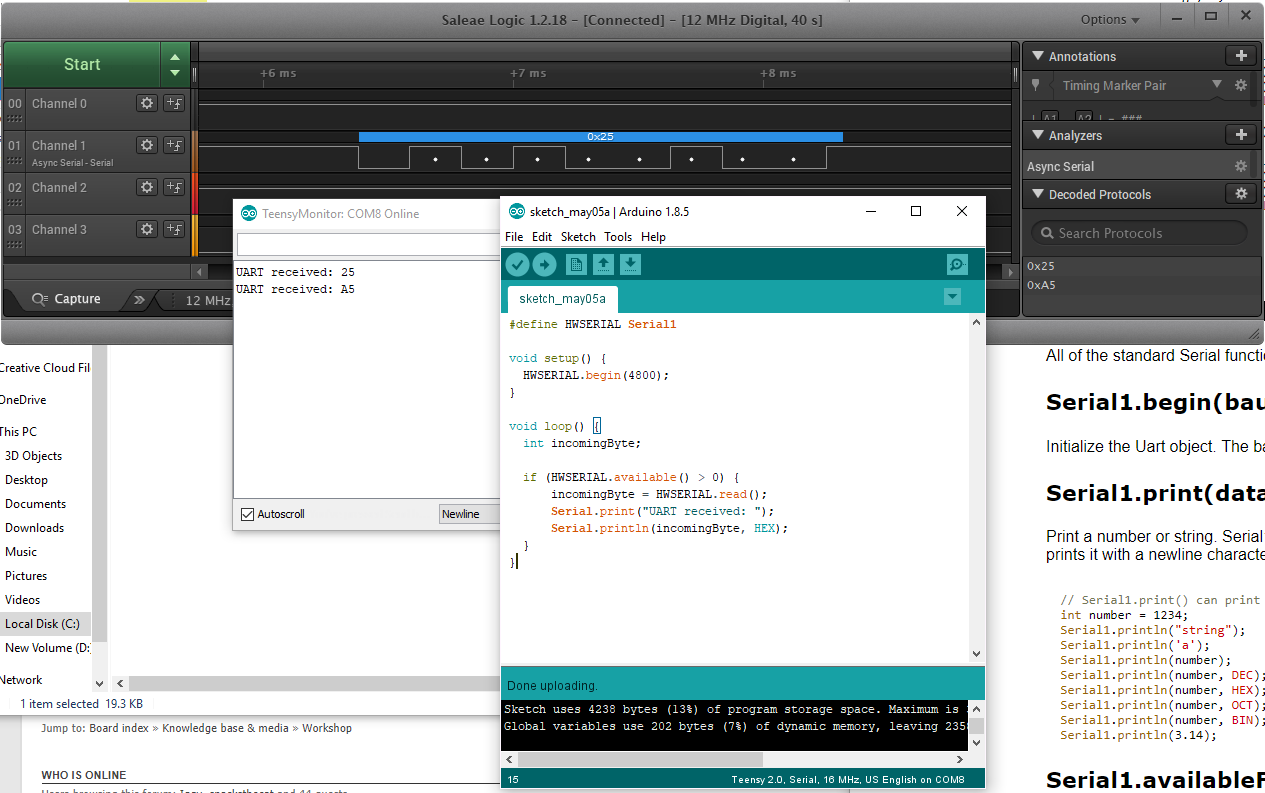 Saleae Logic 1.2.18 - [Connected] - [12 MHz Digital, 40 s]
Options
Start
+6 ms
+7 ms
+8 ms
00 Channel 0
01 Channel 1
Async Serial - Serial
0x25
02 Channel 2
03 Channel 3
Capture
12 MHz,
Annotations
Timing Marker Pair
Analyzers
Async Serial
Decoded Protocols
Search Protocols
0x25
0xA5
TeensyMonitor: COM8 Online
UART received: 25
UART received: A5
Autoscroll
Newline
sketch_may05a | Arduino 1.8.5
File Edit Sketch Tools Help
sketch_may05a
#define HWSERIAL Serial1
void setup() {
HWSERIAL.begin(4800);
}
void loop() {
int incomingByte;
if (HWSERIAL.available() > 0) {
incomingByte = HWSERIAL.read();
Serial.print("UART received: ");
Serial.println(incomingByte, HEX);
}
}
Done uploading.
Sketch uses 4238 bytes (13%) of program storage space. Maximum is
Global variables use 202 bytes (7%) of dynamic memory, leaving 235
15
Teensy 2.0, Serial, 16 MHz, US English on COM8
Creative Cloud Fil
OneDrive
This PC
3D Objects
Desktop
Documents
Downloads
Music
Pictures
Videos
Local Disk (C:)
New Volume (D:
Network
1 item selected 19.3 KB
Jump to: Board index » Knowledge base & media » Workshop
WHO IS ONLINE
All of the standard Serial functi
Serial1.begin(bau
Initialize the Uart object. The ba
Serial1.print(data
Print a number or string. Serial
prints it with a newline characte
// Serial1.print() can print
int number = 1234;
Serial1.println("string");
Serial1.println('a');
Serial1.println(number);
Serial1.println(number, DEC);
Serial1.println(number, HEX);
Serial1.println(number, OCT);
Serial1.println(number, BIN);
Serial1.println(3.14);
Serial1.availableF